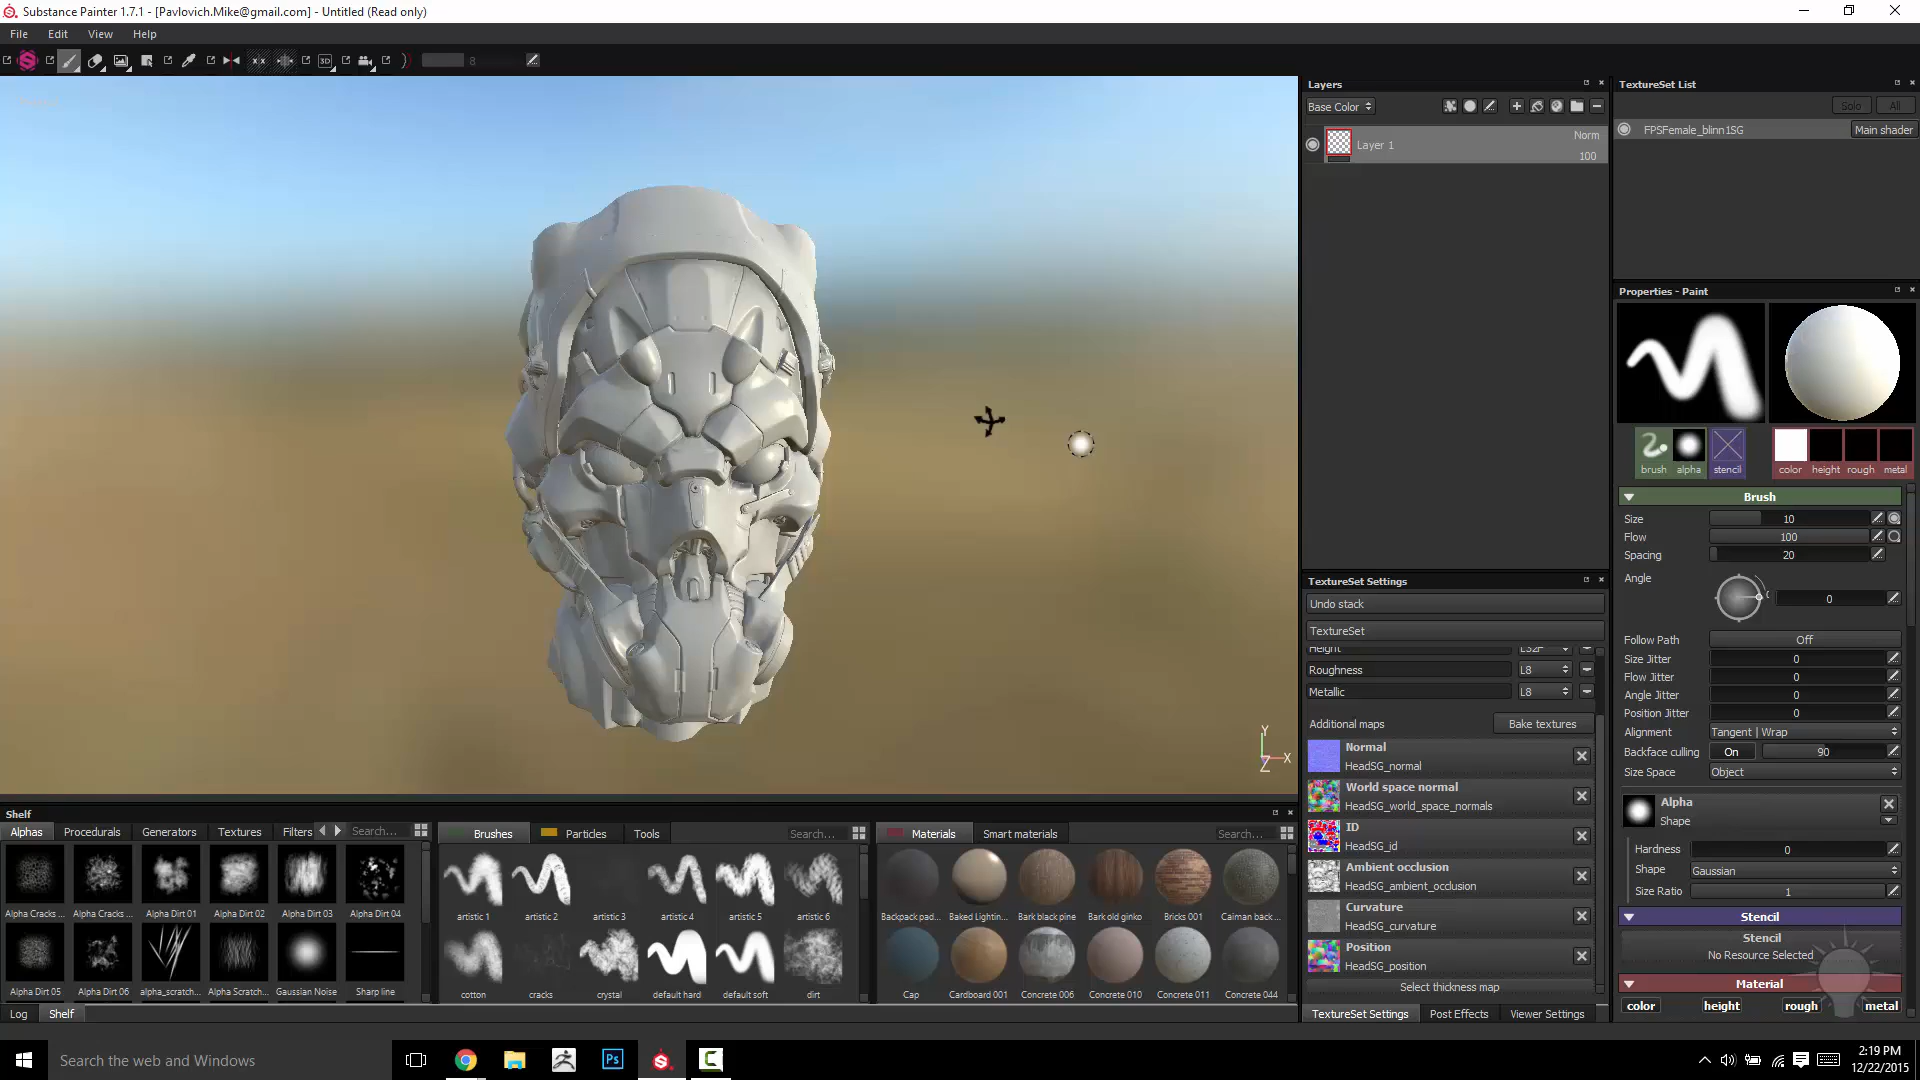 Substance Painter 1.7.1 - [Pavlovich.Mike@gmail.com] - Untitled (Read only)
File Edit View Help
8
Layers
Base Color
Layer 1
Norm
100
TextureSet List
Solo All
FPSFemale_blinn1SG Main shader
Properties - Paint
brush alpha stencil color height rough metal
Brush
Size 10
Flow 100
Spacing 20
Angle 0
Follow Path Off
Size Jitter 0
Flow Jitter 0
Angle Jitter 0
Position Jitter 0
Alignment Tangent | Wrap
Backface culling On 90
Size Space Object
Alpha
Shape
Hardness 0
Shape Gaussian
Size Ratio 1
Stencil
Stencil
No Resource Selected
Material
color height rough metal
TextureSet Settings
Undo stack
TextureSet
Height L32F
Roughness L8
Metallic L8
Additional maps Bake textures
Normal
HeadSG_normal
World space normal
HeadSG_world_space_normals
ID
HeadSG_id
Ambient occlusion
HeadSG_ambient_occlusion
Curvature
HeadSG_curvature
Position
HeadSG_position
Select thickness map
TextureSet Settings Post Effects Viewer Settings
Y
X
Z
Shelf
Alphas Procedurals Generators Textures Filters Search...
Alpha Cracks ... Alpha Cracks ... Alpha Dirt 01 Alpha Dirt 02 Alpha Dirt 03 Alpha Dirt 04
Alpha Dirt 05 Alpha Dirt 06 alpha_scratch... Alpha Scratch... Gaussian Noise Sharp line
Brushes Particles Tools Search...
artistic 1 artistic 2 artistic 3 artistic 4 artistic 5 artistic 6
cotton cracks crystal default hard default soft dirt
Materials Smart materials Search...
Backpack pad... Baked Lightin... Bark black pine Bark old ginko Bricks 001 Caiman back ...
Cap Cardboard 001 Concrete 006 Concrete 010 Concrete 011 Concrete 044
Log Shelf
Search the web and Windows
Ps
2:19 PM
12/22/2015